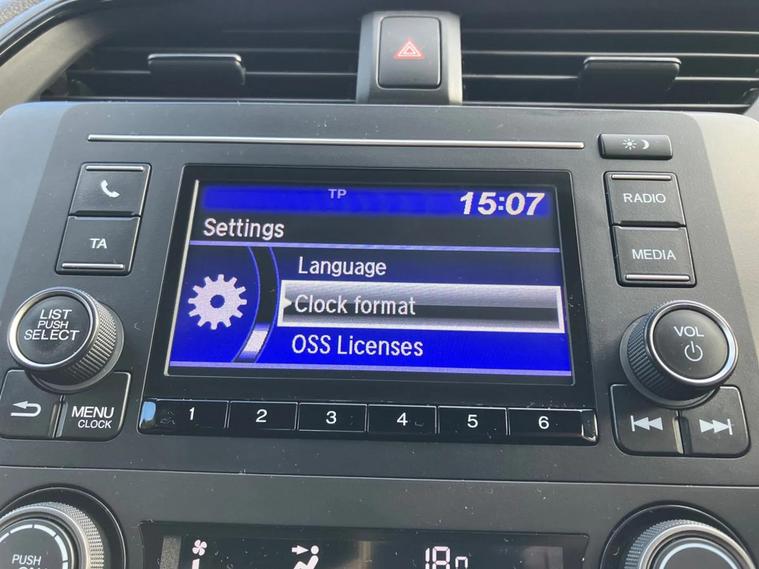 TP
15:07
RADIO
TA
Settings
MEDIA
Language
LIST
PUSH
SELECT
Clock format
VOL
OSS Licenses
MENU
CLOCK
1 2 3 4 5 6
PUSH
ON